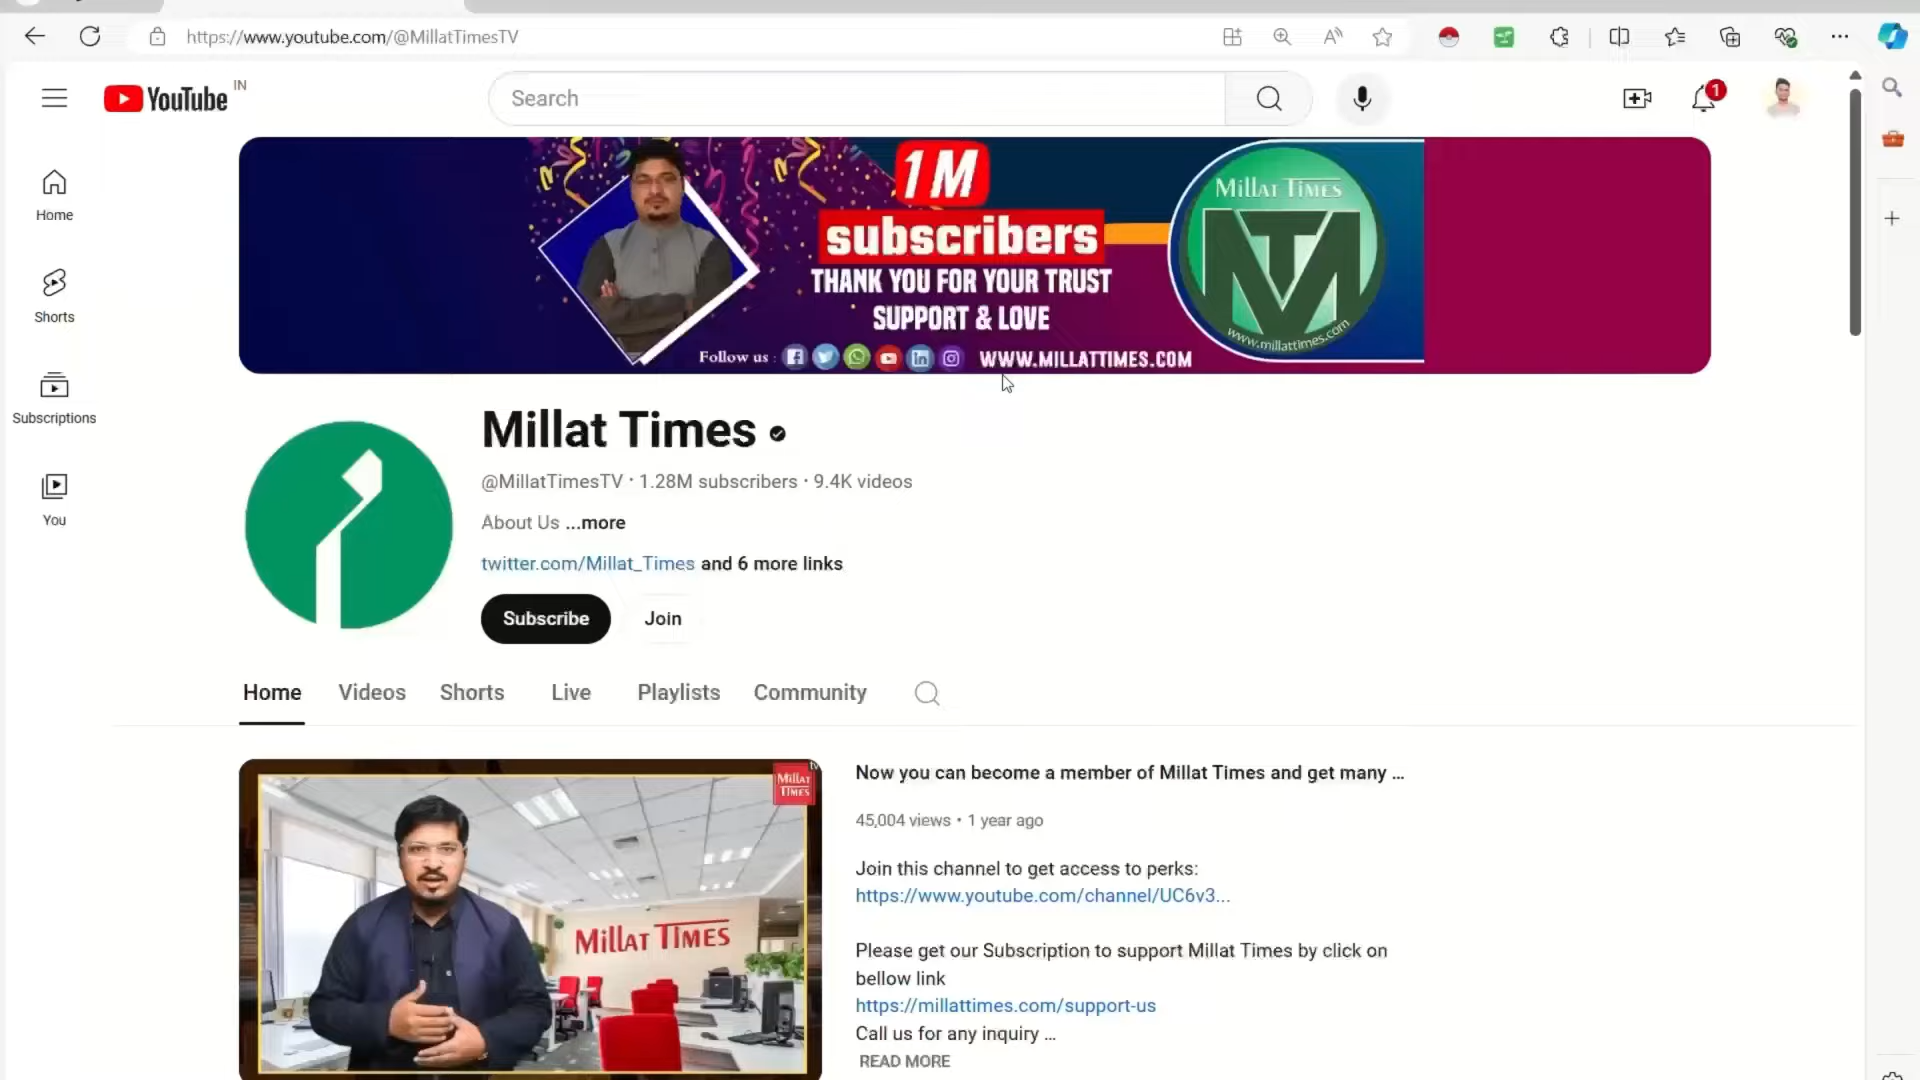 https://www.youtube.com/@MillatTimesTV
YouTube IN
Search
1
Home
Shorts
Subscriptions
You
1M
subscribers
THANK YOU FOR YOUR TRUST
SUPPORT & LOVE
Follow us :
WWW.MILLATTIMES.COM
MILLAT TIMES
MT
www.millattimes.com
Millat Times
@MillatTimesTV • 1.28M subscribers • 9.4K videos
About Us ...more
twitter.com/Millat_Times and 6 more links
Subscribe
Join
Home Videos Shorts Live Playlists Community
MILLAT
TIMES
MILLAT TIMES
Now you can become a member of Millat Times and get many ...
45,004 views • 1 year ago
Join this channel to get access to perks:
https://www.youtube.com/channel/UC6v3...
Please get our Subscription to support Millat Times by click on
bellow link
https://millattimes.com/support-us
Call us for any inquiry ...
READ MORE